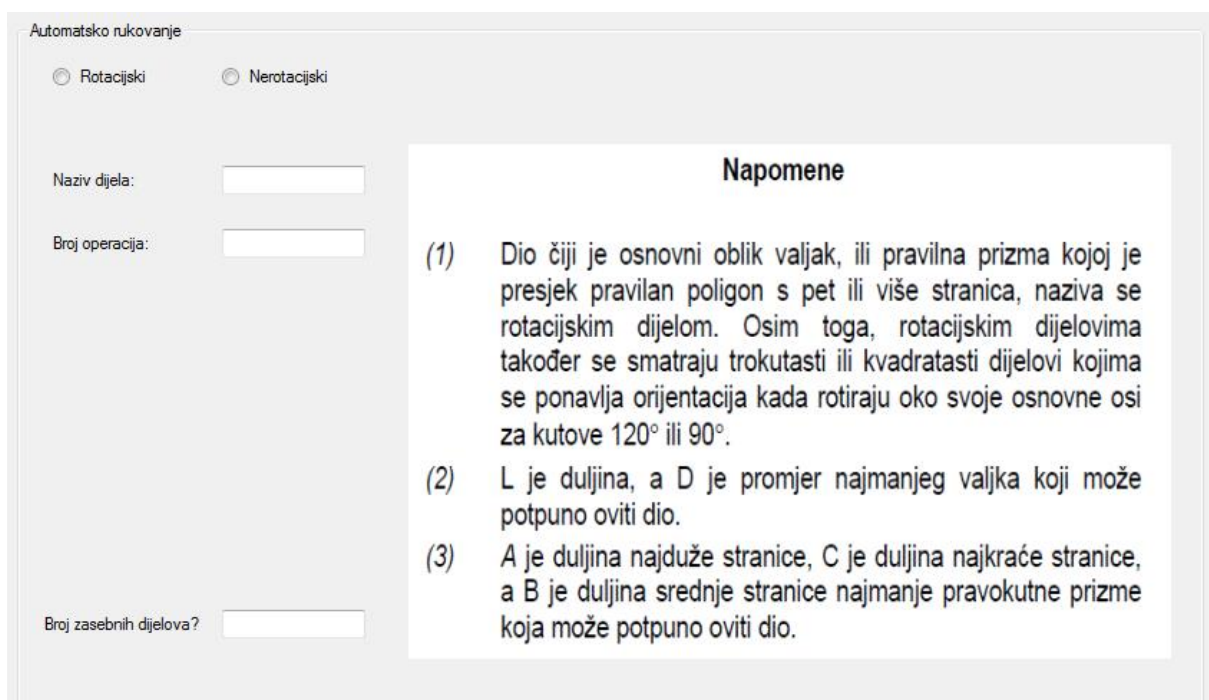 Automatsko rukovanje
Rotacijski
Nerotacijski
Naziv dijela:
Broj operacija:
Broj zasebnih dijelova?
Napomene
(1) Dio čiji je osnovni oblik valjak, ili pravilna prizma kojoj je
presjek pravilan poligon s pet ili više stranica, naziva se
rotacijskim dijelom. Osim toga, rotacijskim dijelovima
također se smatraju trokutasti ili kvadratasti dijelovi kojima
se ponavlja orijentacija kada rotiraju oko svoje osnovne osi
za kutove 120° ili 90°.
(2) L je duljina, a D je promjer najmanjeg valjka koji može
potpuno oviti dio.
(3) A je duljina najduže stranice, C je duljina najkraće stranice,
a B je duljina srednje stranice najmanje pravokutne prizme
koja može potpuno oviti dio.